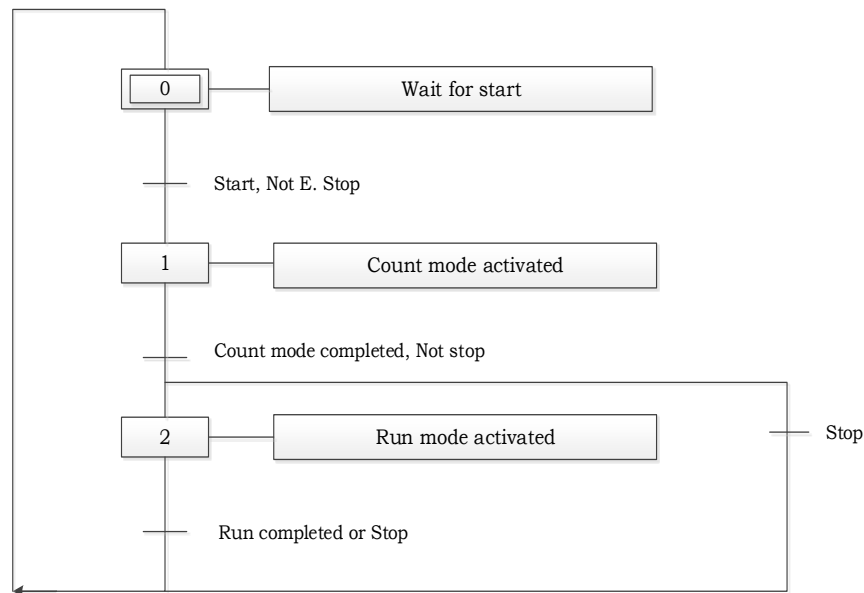 0
Wait for start
Start, Not E. Stop
1
Count mode activated
Count mode completed, Not stop
2
Run mode activated
Stop
Run completed or Stop